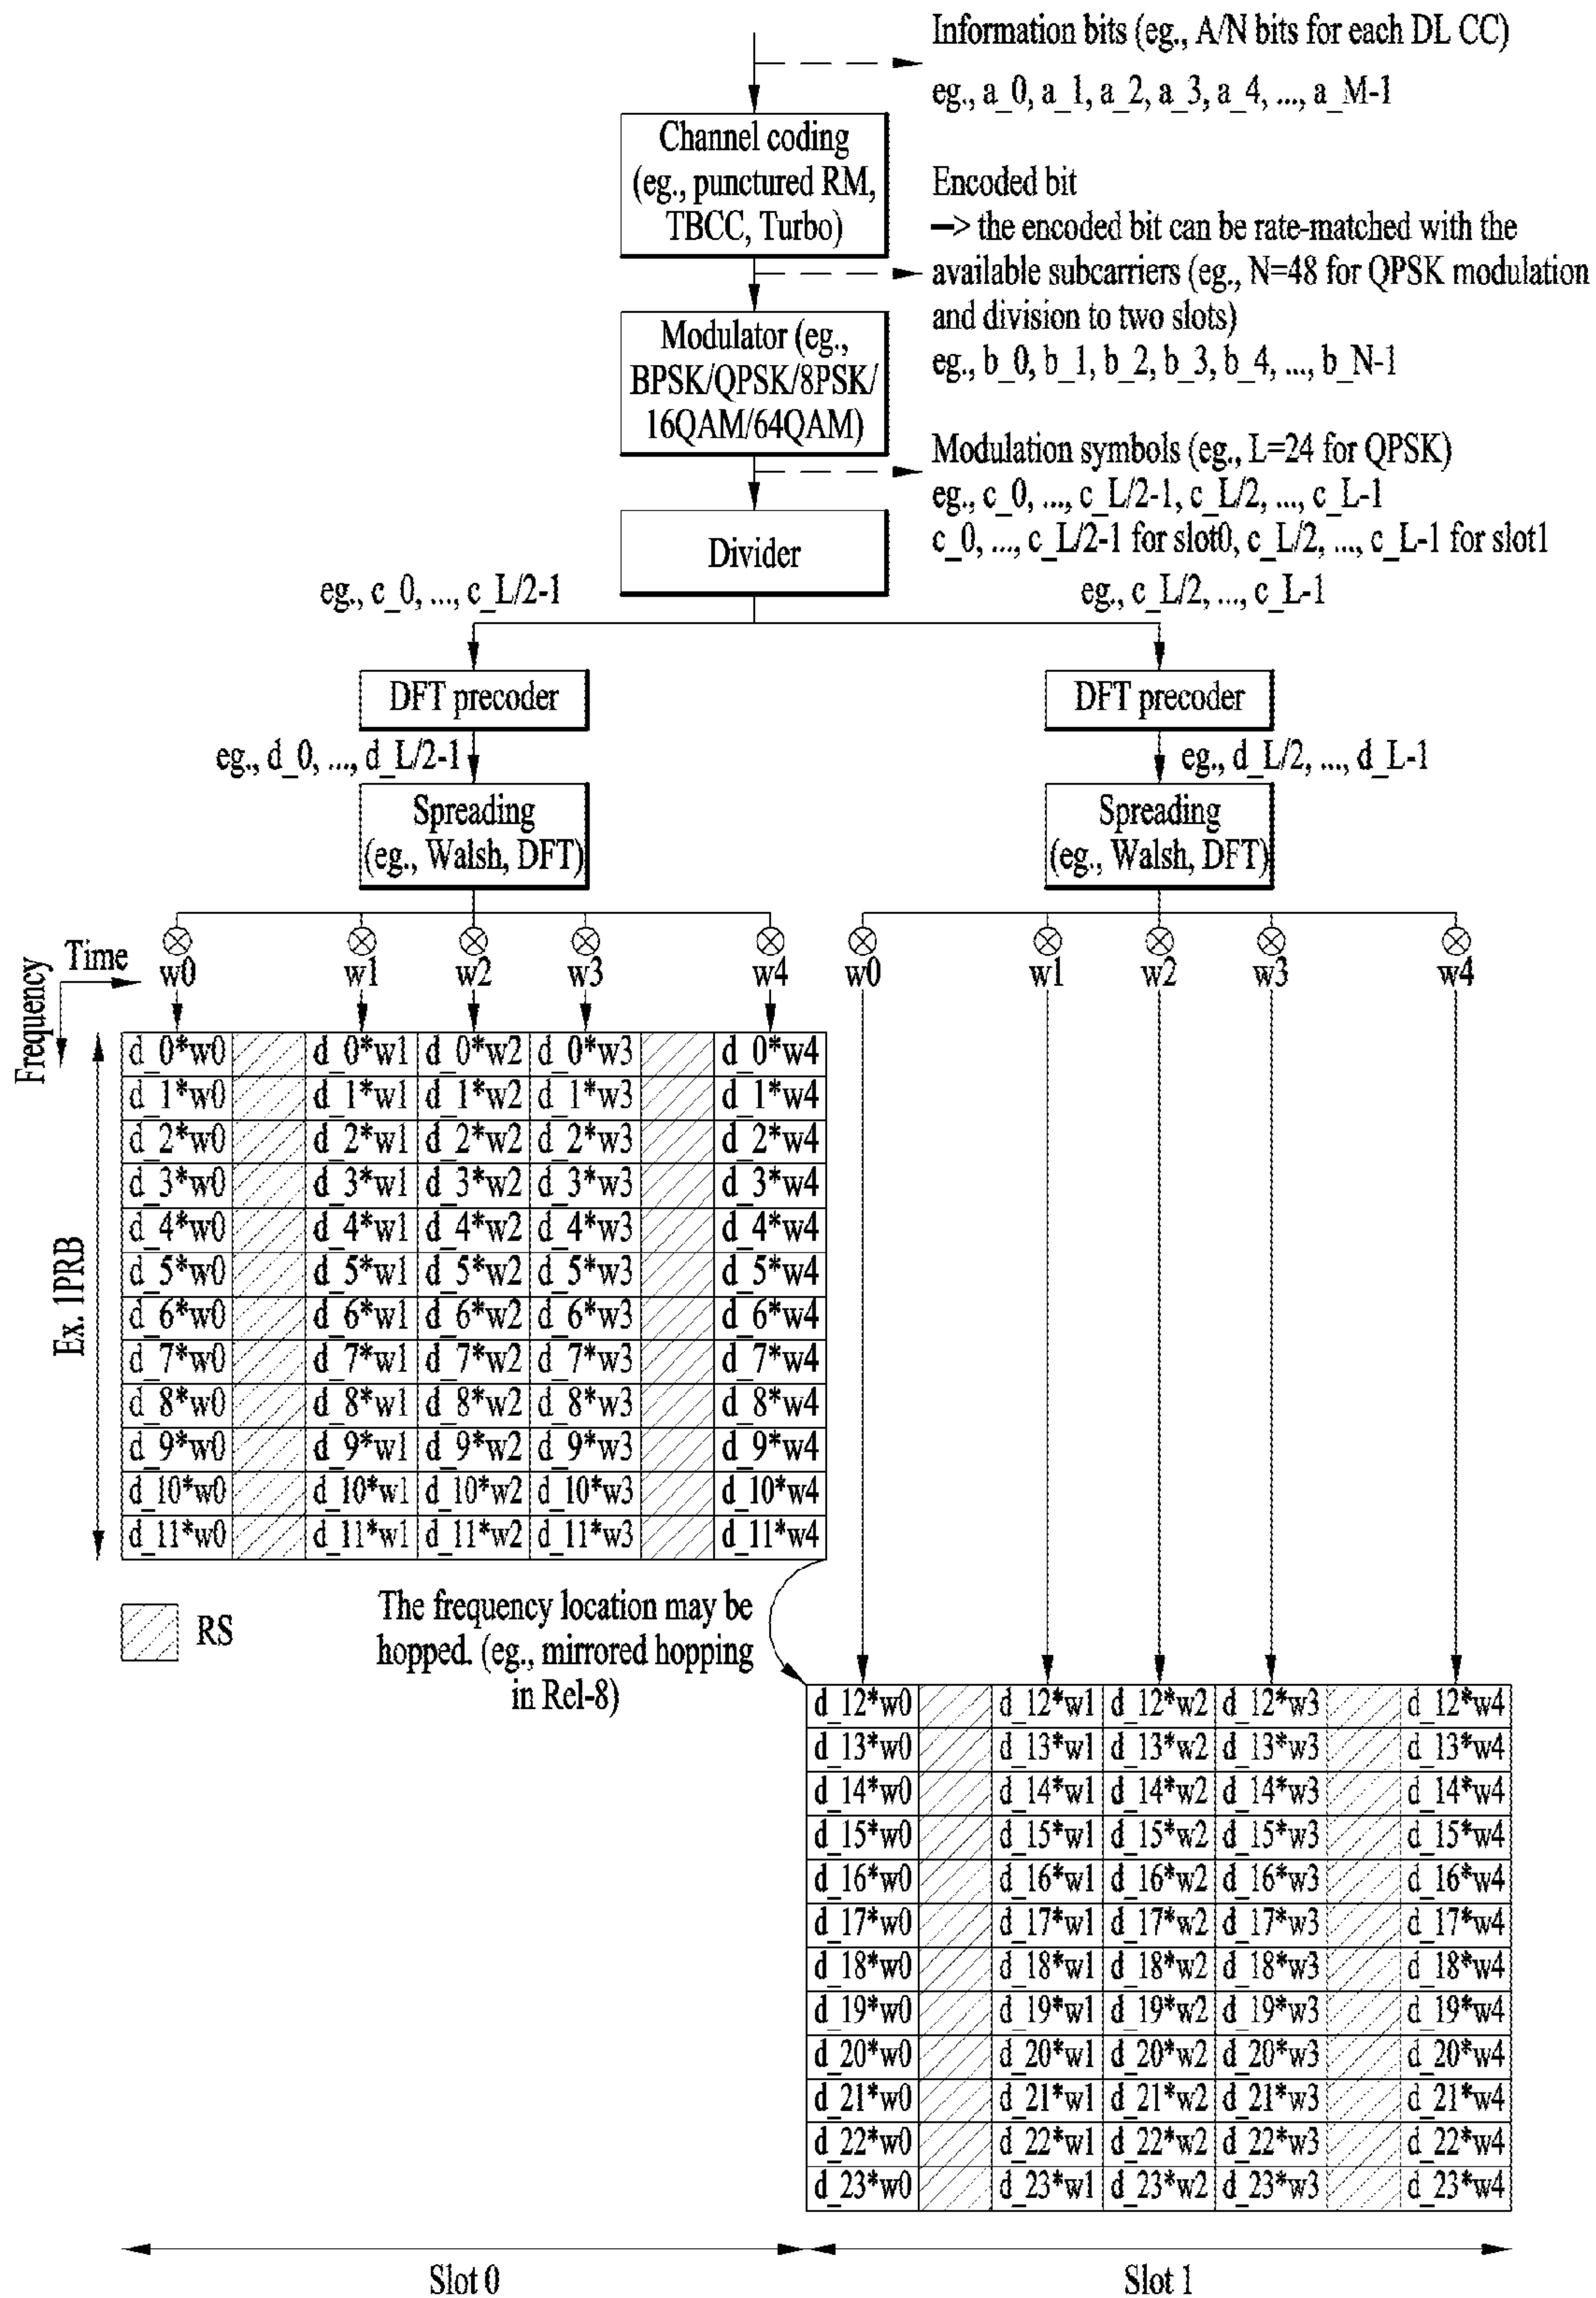 Information bits (eg., A/N bits for each DL CC)
eg., a_0, a_1, a_2, a_3, a_4, ..., a_M-1
Channel coding
(eg., punctured RM,
TBCC, Turbo)
Encoded bit
—> the encoded bit can be rate-matched with the
available subcarriers (eg., N=48 for QPSK modulation
and division to two slots)
eg., b_0, b_1, b_2, b_3, b_4, ..., b_N-1
Modulator (eg.,
BPSK/QPSK/8PSK/
16QAM/64QAM)
Modulation symbols (eg., L=24 for QPSK)
eg., c_0, ..., c_L/2-1, c_L/2, ..., c_L-1
c_0, ..., c_L/2-1 for slot0, c_L/2, ..., c_L-1 for slot1
Divider
eg., c_0, ..., c_L/2-1
eg., c_L/2, ..., c_L-1
DFT precoder
DFT precoder
eg., d_0, ..., d_L/2-1
eg., d_L/2, ..., d_L-1
Spreading
(eg., Walsh, DFT)
Spreading
(eg., Walsh, DFT)
Time
Frequency
w0 w1 w2 w3 w4 w0 w1 w2 w3 w4
Ex. 1PRB
d_0*w0 d_0*w1 d_0*w2 d_0*w3 d_0*w4
d_1*w0 d_1*w1 d_1*w2 d_1*w3 d_1*w4
d_2*w0 d_2*w1 d_2*w2 d_2*w3 d_2*w4
d_3*w0 d_3*w1 d_3*w2 d_3*w3 d_3*w4
d_4*w0 d_4*w1 d_4*w2 d_4*w3 d_4*w4
d_5*w0 d_5*w1 d_5*w2 d_5*w3 d_5*w4
d_6*w0 d_6*w1 d_6*w2 d_6*w3 d_6*w4
d_7*w0 d_7*w1 d_7*w2 d_7*w3 d_7*w4
d_8*w0 d_8*w1 d_8*w2 d_8*w3 d_8*w4
d_9*w0 d_9*w1 d_9*w2 d_9*w3 d_9*w4
d_10*w0 d_10*w1 d_10*w2 d_10*w3 d_10*w4
d_11*w0 d_11*w1 d_11*w2 d_11*w3 d_11*w4
RS
The frequency location may be
hopped. (eg., mirrored hopping
in Rel-8)
d_12*w0 d_12*w1 d_12*w2 d_12*w3 d_12*w4
d_13*w0 d_13*w1 d_13*w2 d_13*w3 d_13*w4
d_14*w0 d_14*w1 d_14*w2 d_14*w3 d_14*w4
d_15*w0 d_15*w1 d_15*w2 d_15*w3 d_15*w4
d_16*w0 d_16*w1 d_16*w2 d_16*w3 d_16*w4
d_17*w0 d_17*w1 d_17*w2 d_17*w3 d_17*w4
d_18*w0 d_18*w1 d_18*w2 d_18*w3 d_18*w4
d_19*w0 d_19*w1 d_19*w2 d_19*w3 d_19*w4
d_20*w0 d_20*w1 d_20*w2 d_20*w3 d_20*w4
d_21*w0 d_21*w1 d_21*w2 d_21*w3 d_21*w4
d_22*w0 d_22*w1 d_22*w2 d_22*w3 d_22*w4
d_23*w0 d_23*w1 d_23*w2 d_23*w3 d_23*w4
Slot 0
Slot 1